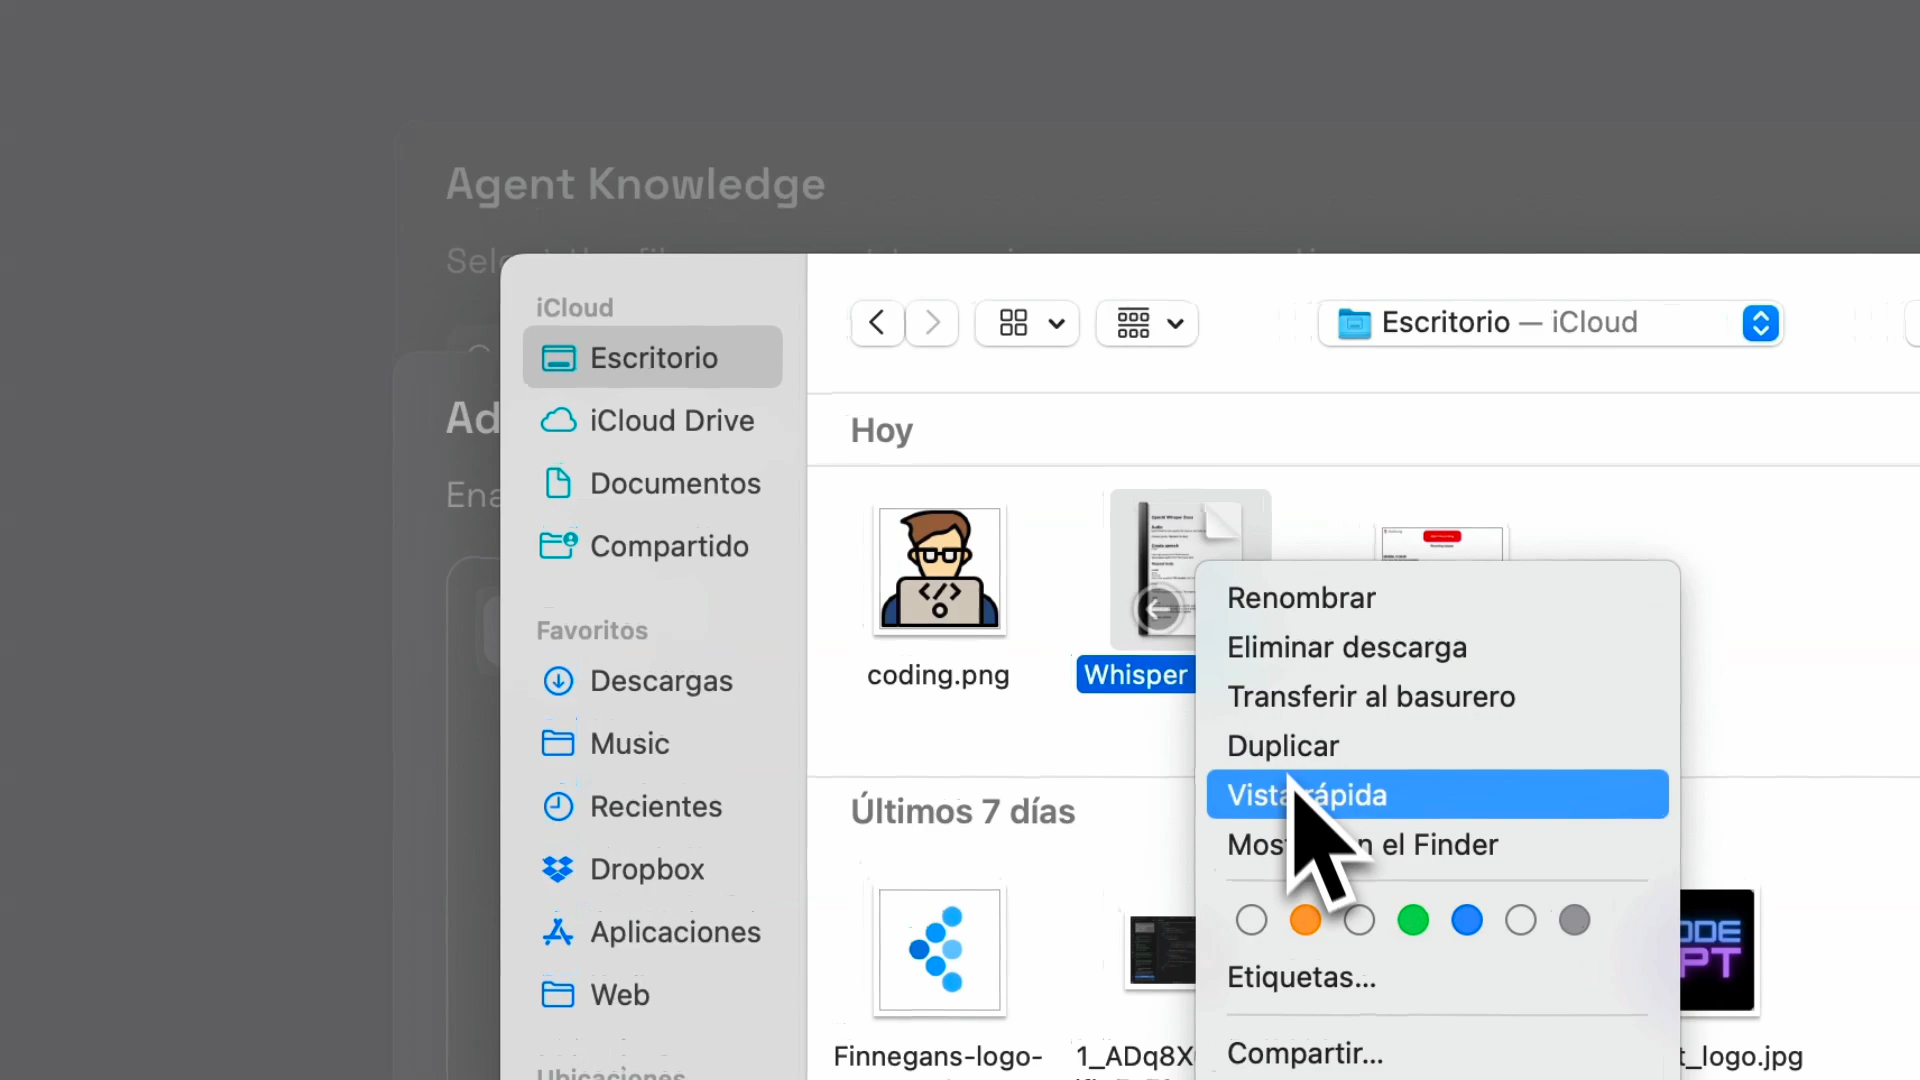 Agent Knowledge
iCloud
Escritorio
iCloud Drive
Documentos
Compartido
Favoritos
Descargas
Music
Recientes
Dropbox
Aplicaciones
Web
Escritorio — iCloud
Hoy
coding.png
Whisper
Últimos 7 días
Finnegans-logo-
1_ADq8X
t_logo.jpg
Renombrar
Eliminar descarga
Transferir al basurero
Duplicar
Vista rápida
el Finder
Etiquetas...
Compartir...